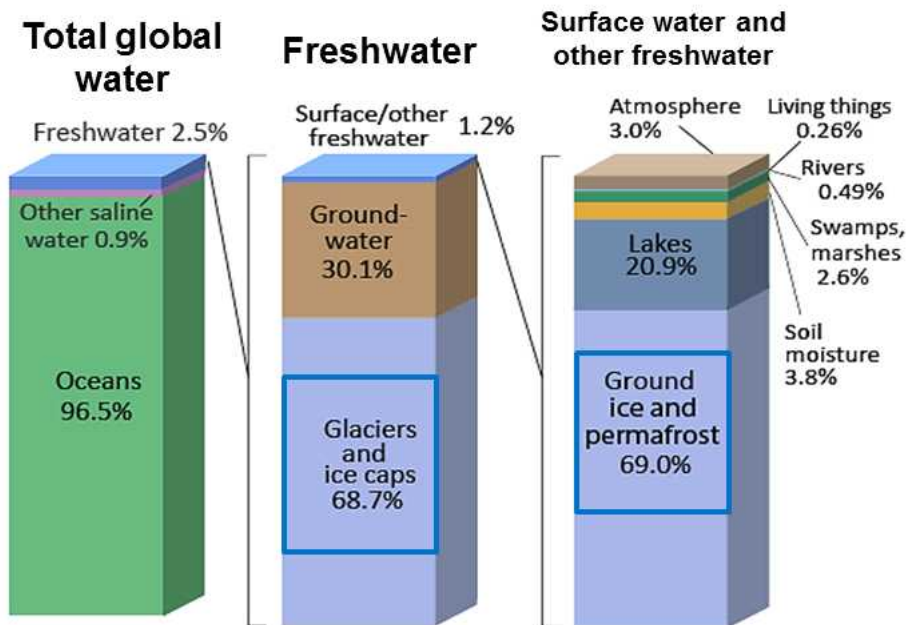 Total global
water
Freshwater 2.5%
Other saline
water 0.9%
Oceans
96.5%
Freshwater
Surface/other
freshwater
1.2%
Ground-
water
30.1%
Glaciers
and
ice caps
68.7%
Surface water and
other freshwater
Atmosphere
3.0%
Living things
0.26%
Rivers
0.49%
Swamps,
marshes
2.6%
Soil
moisture
3.8%
Lakes
20.9%
Ground
ice and
permafrost
69.0%